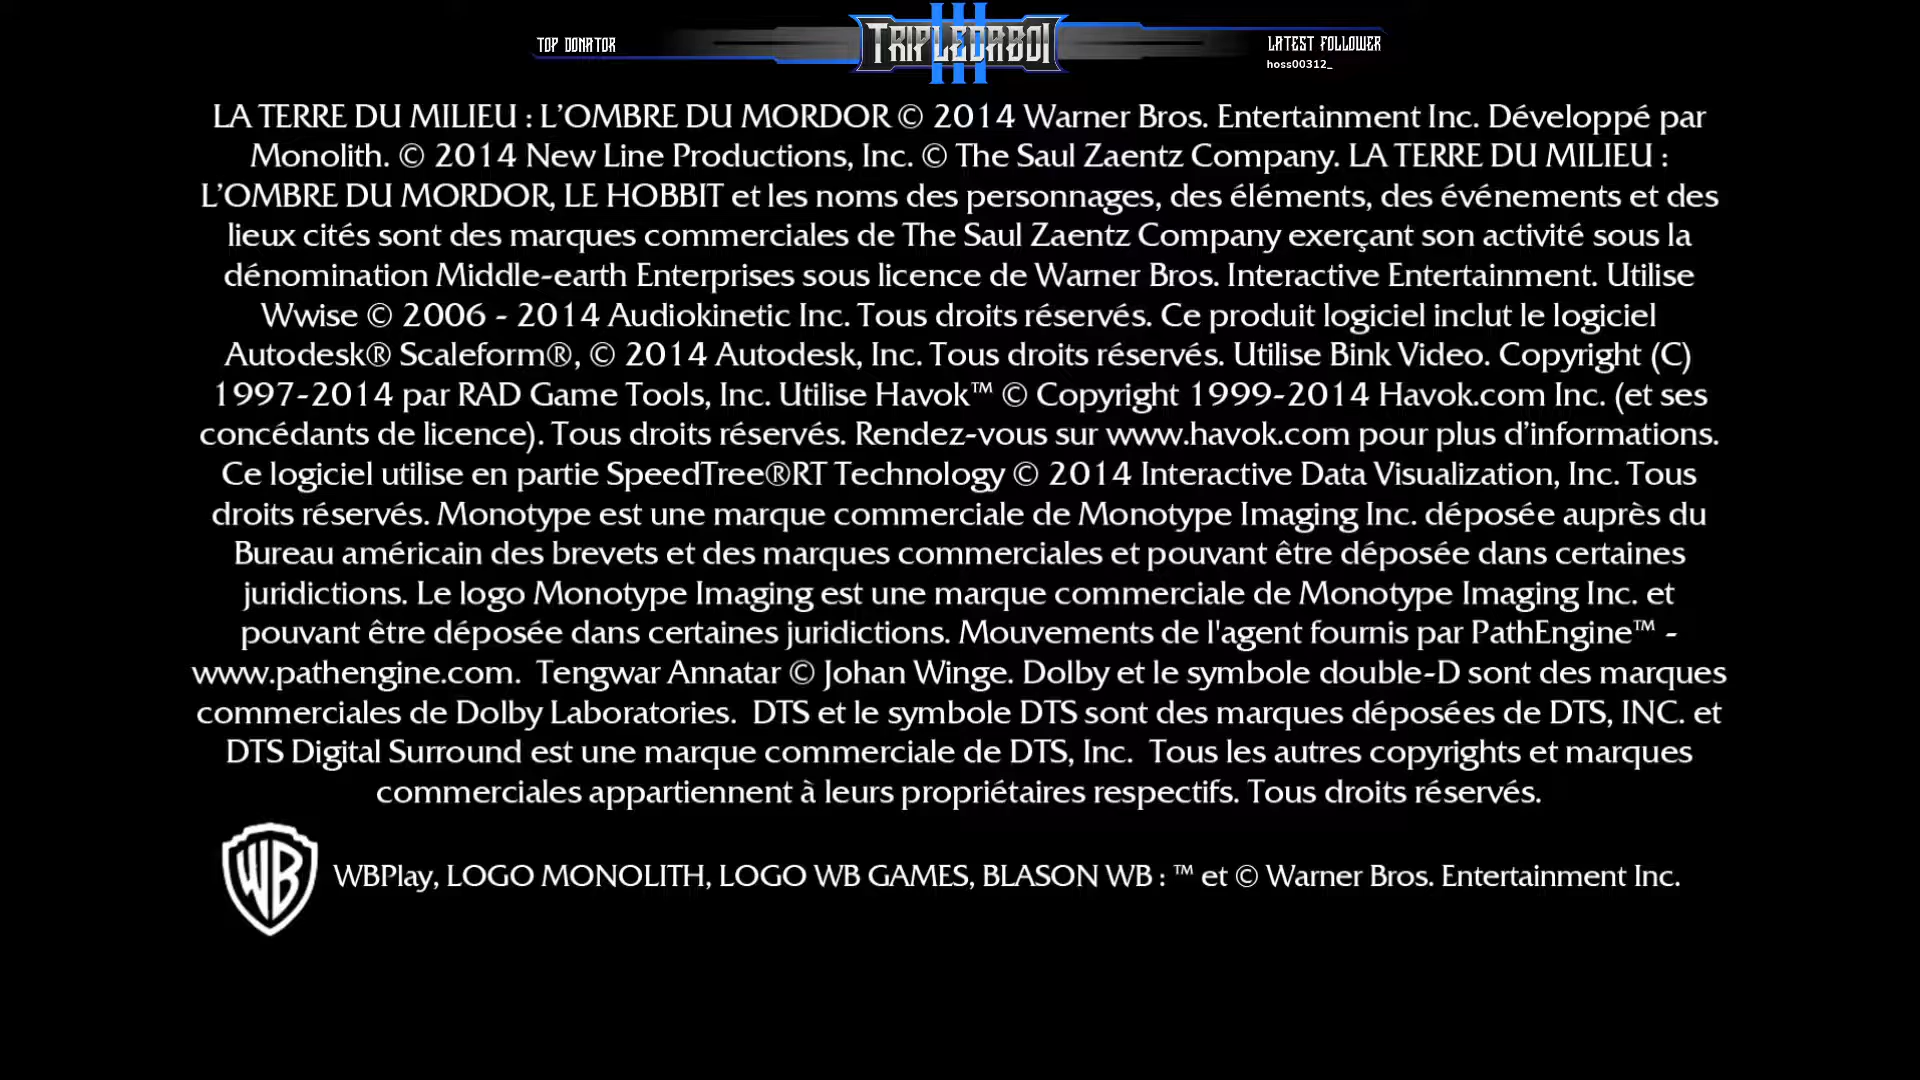 TOP DONATOR
TRIPLEDABOI
LATEST FOLLOWER
hoss00312_
LA TERRE DU MILIEU : L’OMBRE DU MORDOR © 2014 Warner Bros. Entertainment Inc. Développé par
Monolith. © 2014 New Line Productions, Inc. © The Saul Zaentz Company. LA TERRE DU MILIEU :
L’OMBRE DU MORDOR, LE HOBBIT et les noms des personnages, des éléments, des événements et des
lieux cités sont des marques commerciales de The Saul Zaentz Company exerçant son activité sous la
dénomination Middle-earth Enterprises sous licence de Warner Bros. Interactive Entertainment. Utilise
Wwise © 2006 - 2014 Audiokinetic Inc. Tous droits réservés. Ce produit logiciel inclut le logiciel
Autodesk® Scaleform®, © 2014 Autodesk, Inc. Tous droits réservés. Utilise Bink Video. Copyright (C)
1997-2014 par RAD Game Tools, Inc. Utilise Havok™ © Copyright 1999-2014 Havok.com Inc. (et ses
concédants de licence). Tous droits réservés. Rendez-vous sur www.havok.com pour plus d’informations.
Ce logiciel utilise en partie SpeedTree®RT Technology © 2014 Interactive Data Visualization, Inc. Tous
droits réservés. Monotype est une marque commerciale de Monotype Imaging Inc. déposée auprès du
Bureau américain des brevets et des marques commerciales et pouvant être déposée dans certaines
juridictions. Le logo Monotype Imaging est une marque commerciale de Monotype Imaging Inc. et
pouvant être déposée dans certaines juridictions. Mouvements de l'agent fournis par PathEngine™ -
www.pathengine.com.  Tengwar Annatar © Johan Winge. Dolby et le symbole double-D sont des marques
commerciales de Dolby Laboratories.  DTS et le symbole DTS sont des marques déposées de DTS, INC. et
DTS Digital Surround est une marque commerciale de DTS, Inc.  Tous les autres copyrights et marques
commerciales appartiennent à leurs propriétaires respectifs. Tous droits réservés.
WB
WBPlay, LOGO MONOLITH, LOGO WB GAMES, BLASON WB : ™ et © Warner Bros. Entertainment Inc.